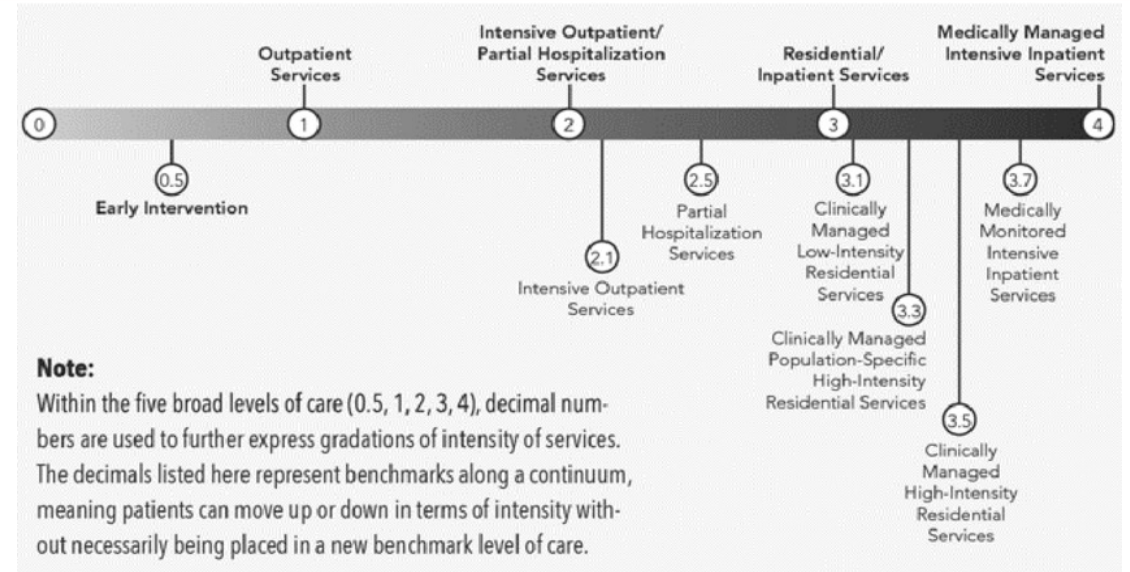 Outpatient
Services
Intensive Outpatient/
Partial Hospitalization
Services
Residential/
Inpatient Services
Medically Managed
Intensive Inpatient
Services
0
1
2
3
4
0.5
Early Intervention
2.1
Intensive Outpatient
Services
2.5
Partial
Hospitalization
Services
3.1
Clinically
Managed
Low-Intensity
Residential
Services
3.3
Clinically Managed
Population-Specific
High-Intensity
Residential Services
3.5
Clinically
Managed
High-Intensity
Residential
Services
3.7
Medically
Monitored
Intensive
Inpatient
Services
Note:
Within the five broad levels of care (0.5, 1, 2, 3, 4), decimal num-
bers are used to further express gradations of intensity of services.
The decimals listed here represent benchmarks along a continuum,
meaning patients can move up or down in terms of intensity with-
out necessarily being placed in a new benchmark level of care.